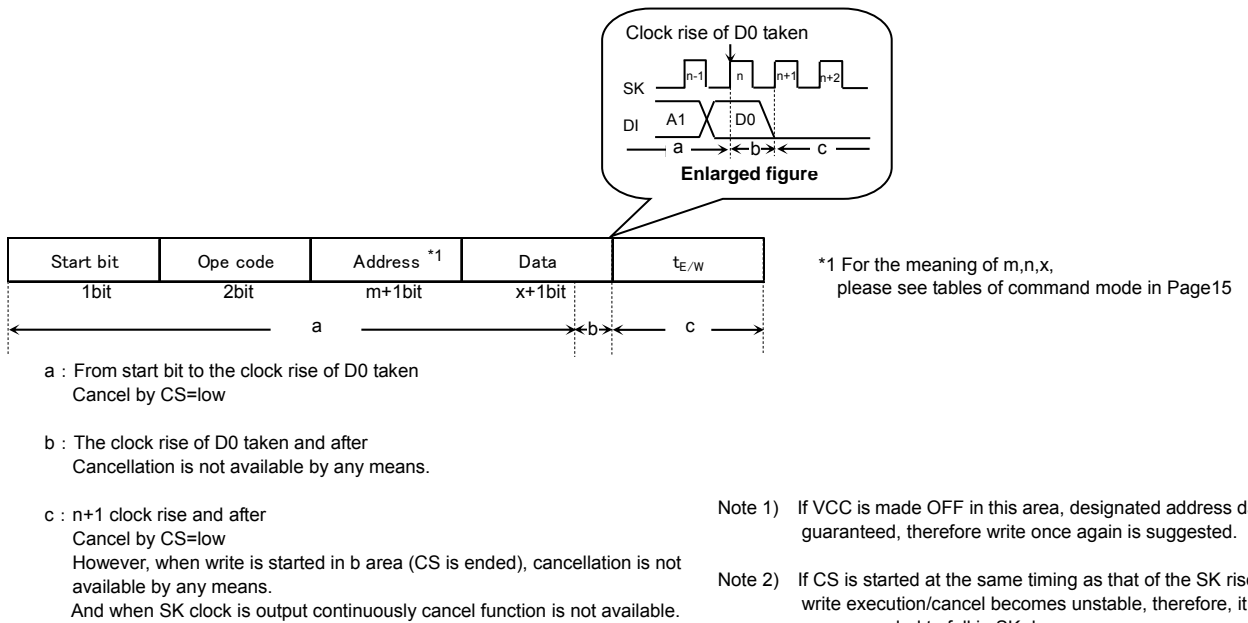 Clock rise of D0 taken
SK n-1 n n+1 n+2
DI A1 D0
a b c
Enlarged figure
Start bit Ope code Address *1 Data tE/W
1bit 2bit m+1bit x+1bit
a b c
*1 For the meaning of m,n,x,
please see tables of command mode in Page15
a : From start bit to the clock rise of D0 taken
Cancel by CS=low
b : The clock rise of D0 taken and after
Cancellation is not available by any means.
c : n+1 clock rise and after
Cancel by CS=low
However, when write is started in b area (CS is ended), cancellation is not
available by any means.
And when SK clock is output continuously cancel function is not available.
Note 1) If VCC is made OFF in this area, designated address
guaranteed, therefore write once again is suggested.
Note 2) If CS is started at the same timing as that of the SK rise
write execution/cancel becomes unstable, therefore, it